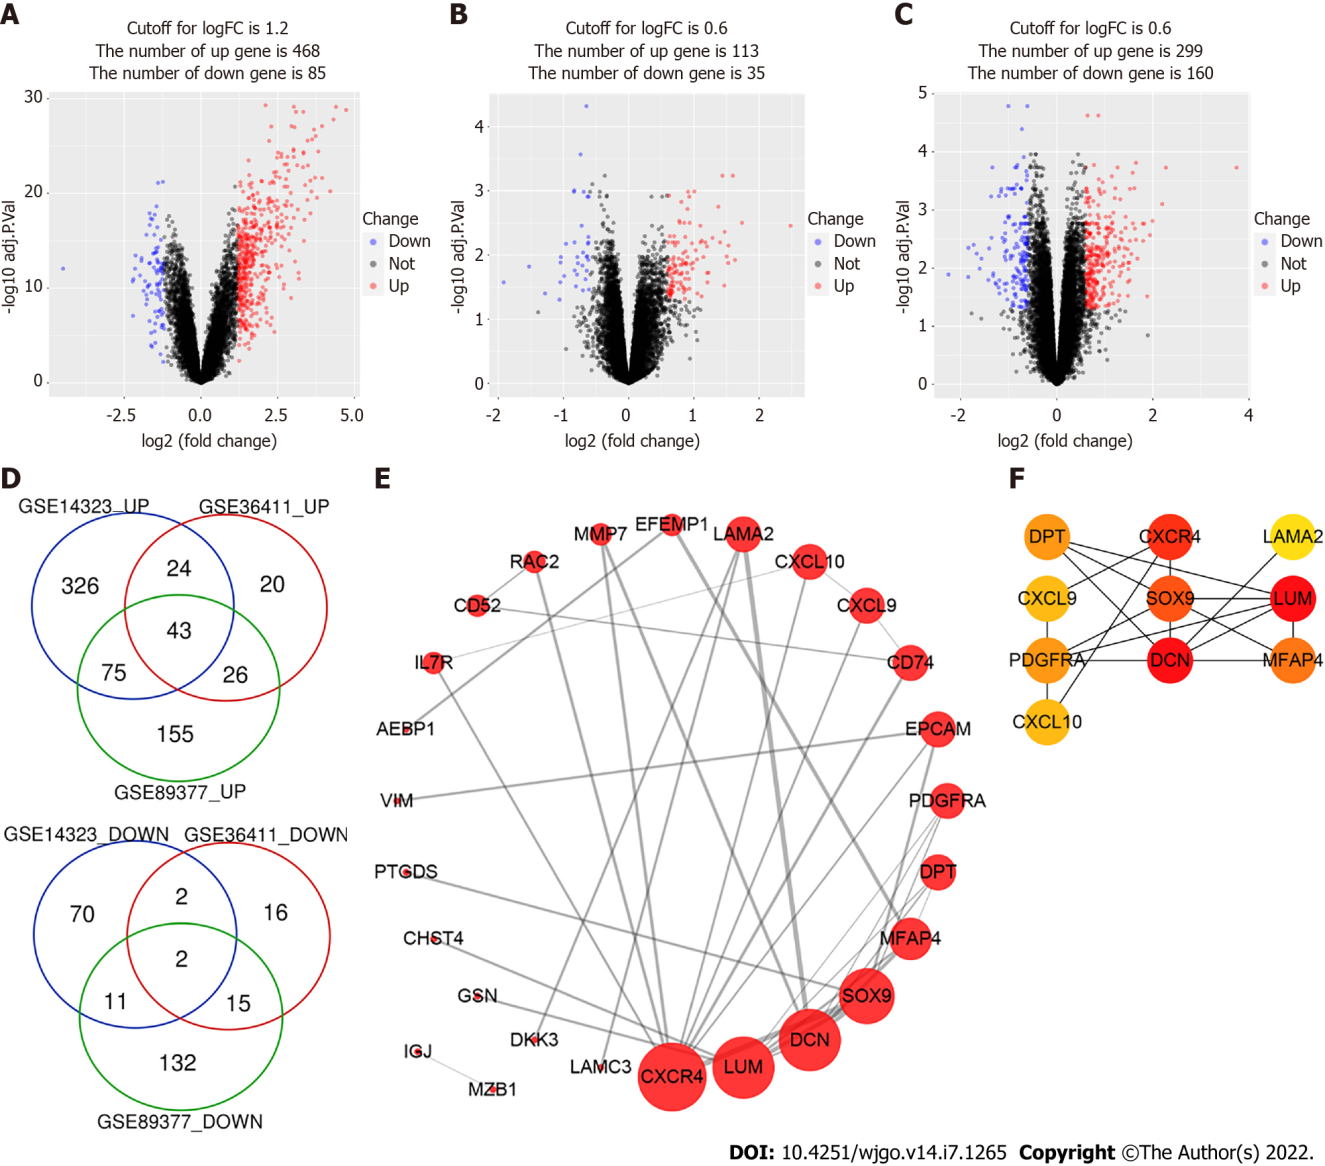 A
Cutoff for logFC is 1.2
The number of up gene is 468
The number of down gene is 85
30
20
10
0
-log10 adj.P.Val
-2.5 0.0 2.5 5.0
log2 (fold change)
Change
Down
Not
Up
B
Cutoff for logFC is 0.6
The number of up gene is 113
The number of down gene is 35
4
3
2
1
0
-log10 adj.P.Val
-2 -1 0 1 2
log2 (fold change)
Change
Down
Not
Up
C
Cutoff for logFC is 0.6
The number of up gene is 299
The number of down gene is 160
5
4
3
2
1
0
-log10 adj.P.Val
-2 0 2 4
log2 (fold change)
Change
Down
Not
Up
D
GSE14323_UP GSE36411_UP
326 24 20
43
75 26
155
GSE89377_UP
GSE14323_DOWN GSE36411_DOWN
70 2 16
2
11 15
132
GSE89377_DOWN
E
EFEMP1
MMP7 LAMA2
RAC2 CXCL10
CD52 CXCL9
IL7R CD74
AEBP1 EPCAM
VIM PDGFRA
PTGDS DPT
CHST4 MFAP4
GSN SOX9
DKK3 DCN
IGJ
LAMC3 CXCR4 LUM
MZB1
F
DPT CXCR4 LAMA2
CXCL9 SOX9 LUM
PDGFRA DCN MFAP4
CXCL10
DOI: 10.4251/wjgo.v14.i7.1265 Copyright ©The Author(s) 2022.